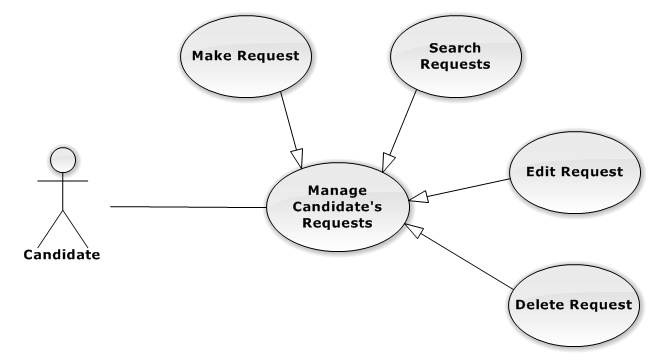 Make Request
Search
Requests
Edit Request
Manage
Candidate's
Requests
Candidate
Delete Request